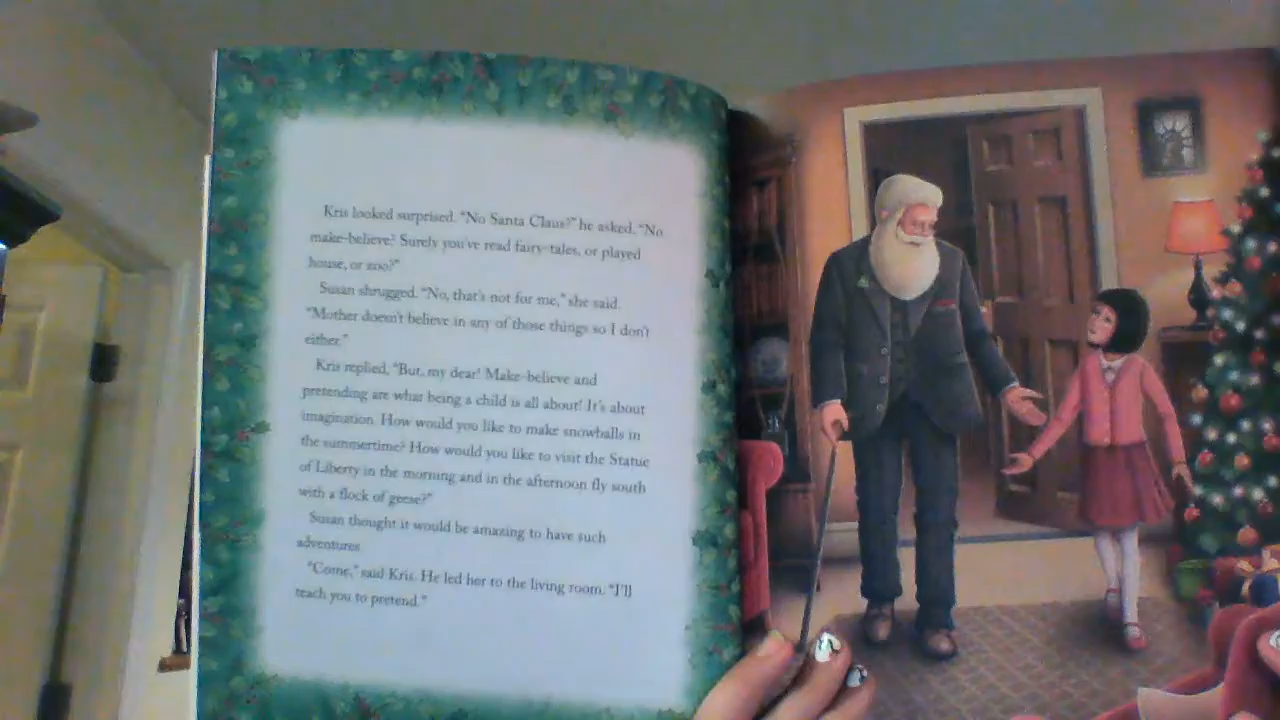 Kris looked surprised. “No Santa Claus?” he asked. “No
make-believe? Surely you’ve read fairy-tales, or played
house, or zoo?”
Susan shrugged. “No, that’s not for me,” she said.
“Mother doesn’t believe in any of those things so I don’t
either.”
Kris replied, “But, my dear! Make-believe and
pretending are what being a child is all about! It’s about
imagination. How would you like to make snowballs in
the summertime? How would you like to visit the Statue
of Liberty in the morning and in the afternoon fly south
with a flock of geese?”
Susan thought it would be amazing to have such
adventures.
“Come,” said Kris. He led her to the living room. “I’ll
teach you to pretend.”